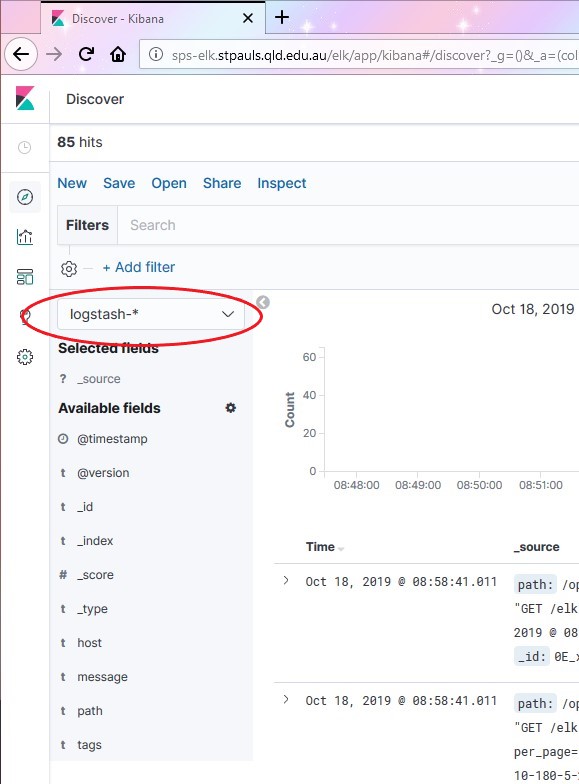 Discover - Kibana
sps-elk.stpauls.qld.edu.au/elk/app/kibana#/discover?_g=()&_a=(col
Discover
85 hits
New Save Open Share Inspect
Filters Search
+ Add filter
logstash-*
Oct 18, 2019
Selected fields
? _source
Available fields
@timestamp
t @version
t _id
t _index
# _score
t _type
t host
t message
t path
t tags
60
40
20
0
Count
08:48:00 08:49:00 08:50:00 08:51:00
Time _source
Oct 18, 2019 @ 08:58:41.011 path: /op
"GET /elk
2019 @ 08
_id: 0E_x
Oct 18, 2019 @ 08:58:41.011 path: /op
"GET /elk
per_page=
10-180-5-